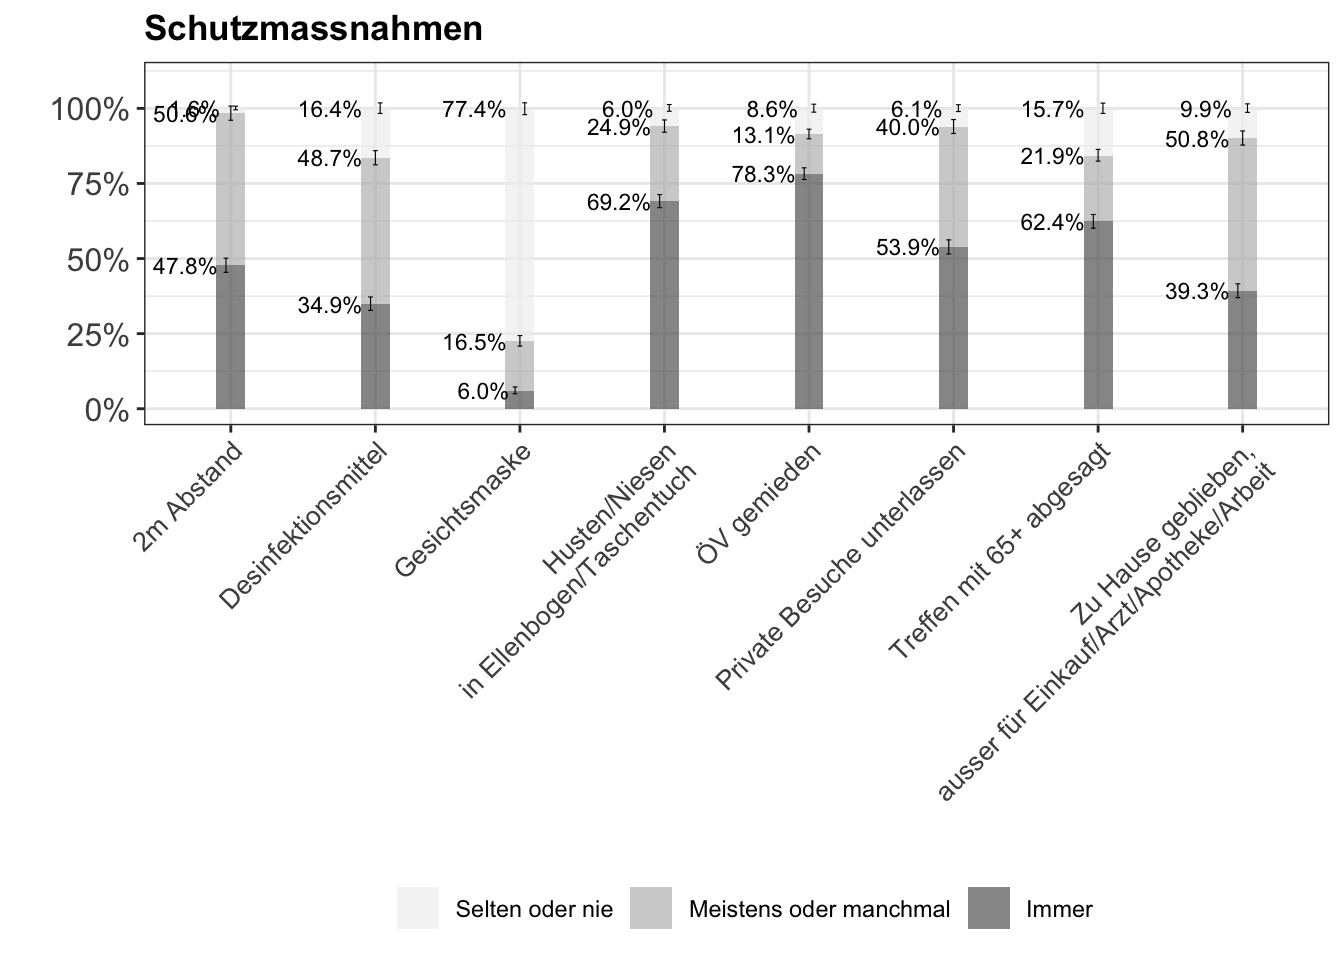 Schutzmassnahmen
100%
75%
50%
25%
0%
1.6%
50.6%
47.8%
16.4%
48.7%
34.9%
77.4%
16.5%
6.0%
6.0%
24.9%
69.2%
8.6%
13.1%
78.3%
6.1%
40.0%
53.9%
15.7%
21.9%
62.4%
9.9%
50.8%
39.3%
2m Abstand
Desinfektionsmittel
Gesichtsmaske
Husten/Niesen
in Ellenbogen/Taschentuch
ÖV gemieden
Private Besuche unterlassen
Treffen mit 65+ abgesagt
Zu Hause geblieben,
ausser für Einkauf/Arzt/Apotheke/Arbeit
Selten oder nie
Meistens oder manchmal
Immer